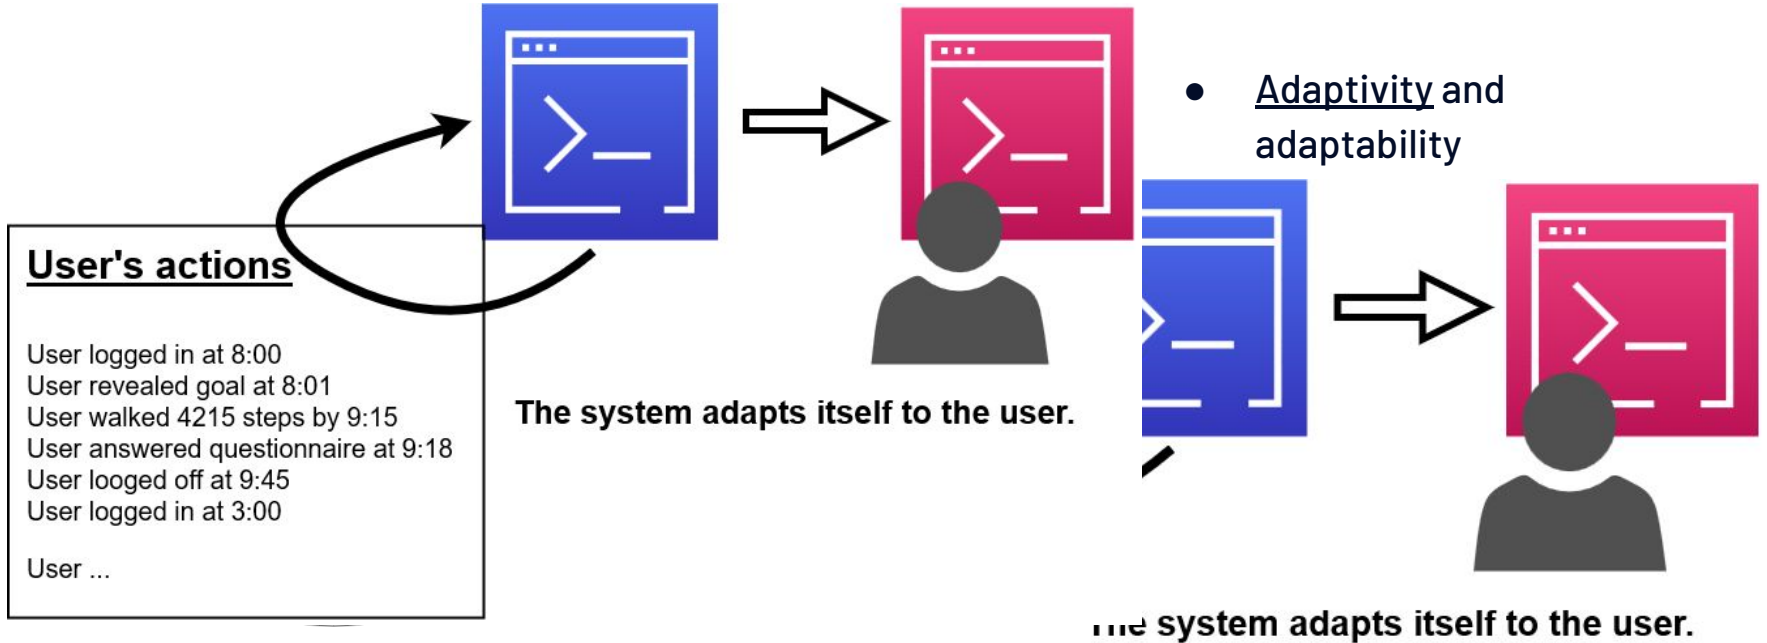 User's actions
User logged in at 8:00
User revealed goal at 8:01
User walked 4215 steps by 9:15
User answered questionnaire at 9:18
User looged off at 9:45
User logged in at 3:00
User ...
The system adapts itself to the user.
● Adaptivity and
adaptability
system adapts itself to the user.